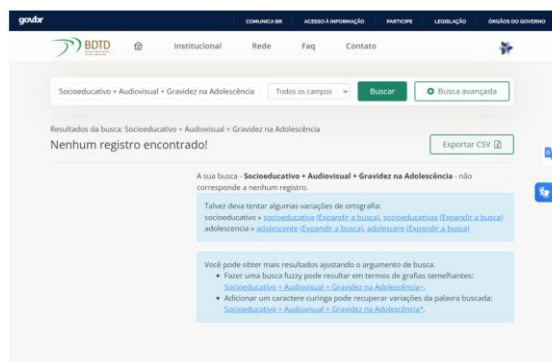 govbr COMUNICA BR ACESSO À INFORMAÇÃO PARTICIPE LEGISLAÇÃO ÓRGÃOS DO GOVERNO
BDTD Institucional Rede Faq Contato
Socioeducativo + Audiovisual + Gravidez na Adolescência Todos os campos Buscar Busca avançada
Resultados da busca: Socioeducativo + Audiovisual + Gravidez na Adolescência
Nenhum registro encontrado! Exportar CSV
A sua busca - Socioeducativo + Audiovisual + Gravidez na Adolescência - não
corresponde a nenhum registro.
Talvez deva tentar algumas variações de ortografia:
socioeducativo » socioeducativa (Expandir a busca), socioeducativas (Expandir a busca)
adolescencia » adolescente (Expandir a busca), adolescent (Expandir a busca)
Você pode obter mais resultados ajustando o argumento de busca.
• Fazer uma busca fuzzy pode resultar em termos de grafias semelhantes:
Socioeducativo + Audiovisual + Gravidez na Adolescência~.
• Adicionar um caractere curinga pode recuperar variações da palavra buscada:
Socioeducativo + Audiovisual + Gravidez na Adolescência*.